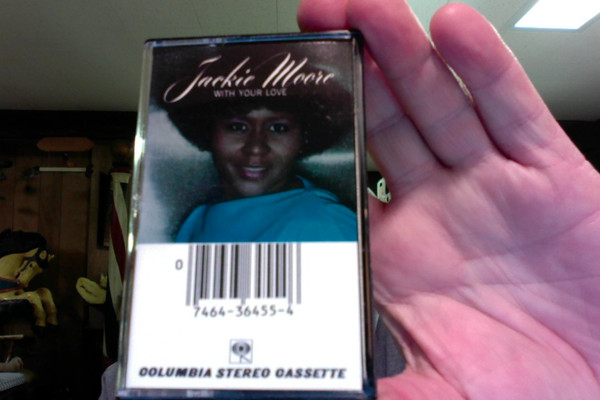 Jackie Moore
WITH YOUR LOVE
0
7464-36455-4
COLUMBIA STEREO CASSETTE